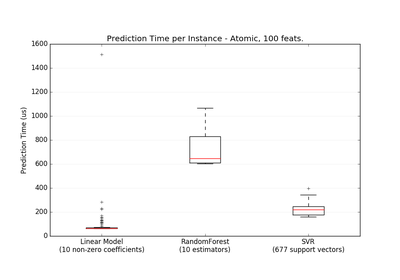 Prediction Time per Instance - Atomic, 100 feats.
1600
1400
1200
1000
800
600
400
200
0
Prediction Time (us)
Linear Model
(10 non-zero coefficients)
RandomForest
(10 estimators)
SVR
(677 support vectors)